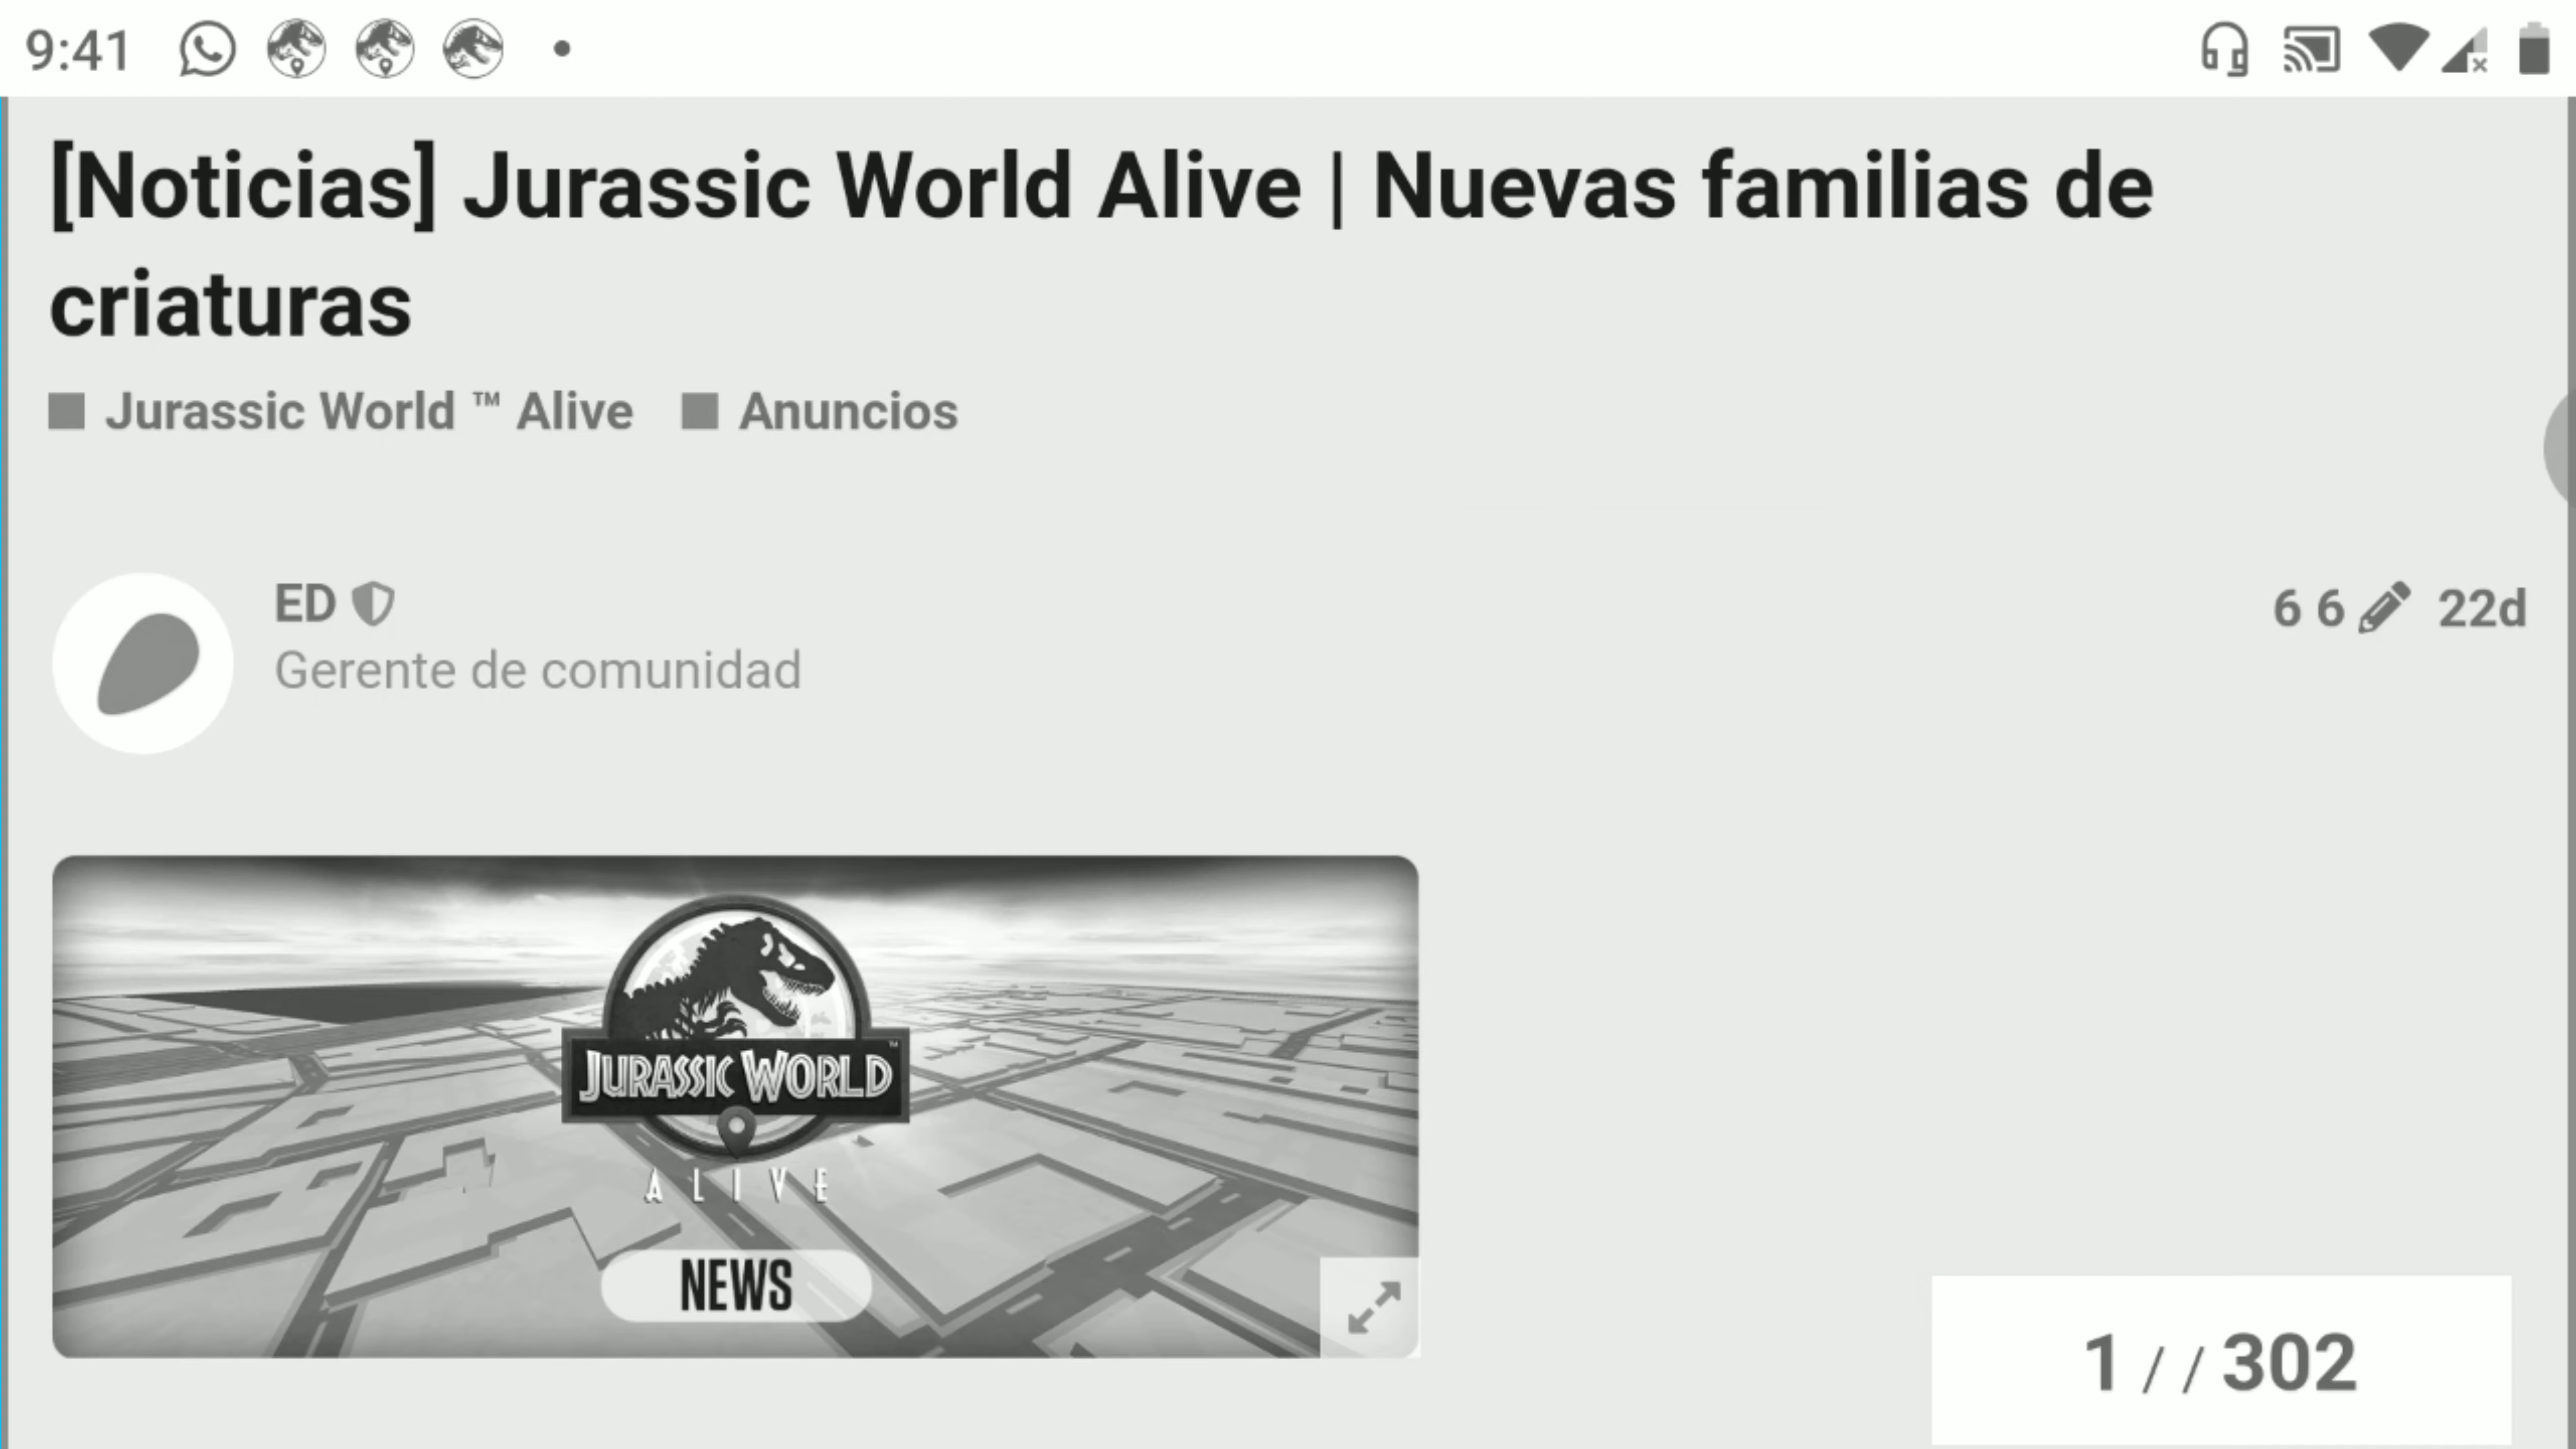 9:41
[Noticias] Jurassic World Alive | Nuevas familias de
criaturas
Jurassic World ™ Alive Anuncios
ED
6 6 22d
Gerente de comunidad
JURASSIC WORLD™
ALIVE
NEWS
1 / / 302